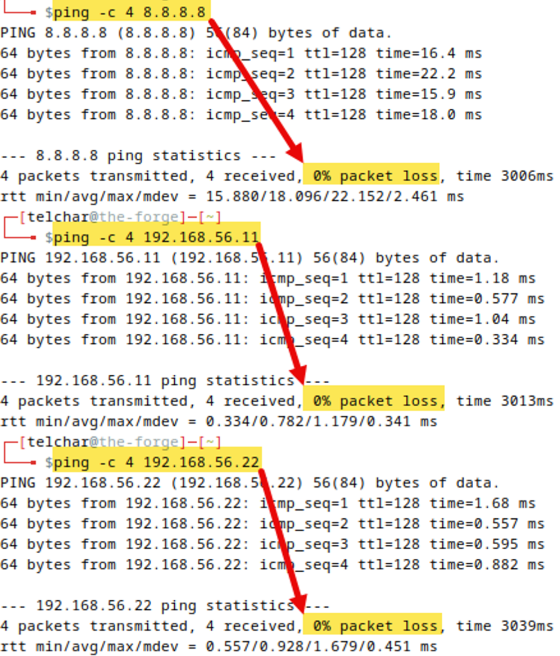 $ping -c 4 8.8.8.8
PING 8.8.8.8 (8.8.8.8) 56(84) bytes of data.
64 bytes from 8.8.8.8: icmp_seq=1 ttl=128 time=16.4 ms
64 bytes from 8.8.8.8: icmp_seq=2 ttl=128 time=22.2 ms
64 bytes from 8.8.8.8: icmp_seq=3 ttl=128 time=15.9 ms
64 bytes from 8.8.8.8: icmp_seq=4 ttl=128 time=18.0 ms
--- 8.8.8.8 ping statistics ---
4 packets transmitted, 4 received, 0% packet loss, time 3006ms
rtt min/avg/max/mdev = 15.880/18.096/22.152/2.461 ms
[telchar@the-forge]-[~]
$ping -c 4 192.168.56.11
PING 192.168.56.11 (192.168.56.11) 56(84) bytes of data.
64 bytes from 192.168.56.11: icmp_seq=1 ttl=128 time=1.18 ms
64 bytes from 192.168.56.11: icmp_seq=2 ttl=128 time=0.577 ms
64 bytes from 192.168.56.11: icmp_seq=3 ttl=128 time=1.04 ms
64 bytes from 192.168.56.11: icmp_seq=4 ttl=128 time=0.334 ms
--- 192.168.56.11 ping statistics ---
4 packets transmitted, 4 received, 0% packet loss, time 3013ms
rtt min/avg/max/mdev = 0.334/0.782/1.179/0.341 ms
[telchar@the-forge]-[~]
$ping -c 4 192.168.56.22
PING 192.168.56.22 (192.168.56.22) 56(84) bytes of data.
64 bytes from 192.168.56.22: icmp_seq=1 ttl=128 time=1.68 ms
64 bytes from 192.168.56.22: icmp_seq=2 ttl=128 time=0.557 ms
64 bytes from 192.168.56.22: icmp_seq=3 ttl=128 time=0.595 ms
64 bytes from 192.168.56.22: icmp_seq=4 ttl=128 time=0.882 ms
--- 192.168.56.22 ping statistics ---
4 packets transmitted, 4 received, 0% packet loss, time 3039ms
rtt min/avg/max/mdev = 0.557/0.928/1.679/0.451 ms